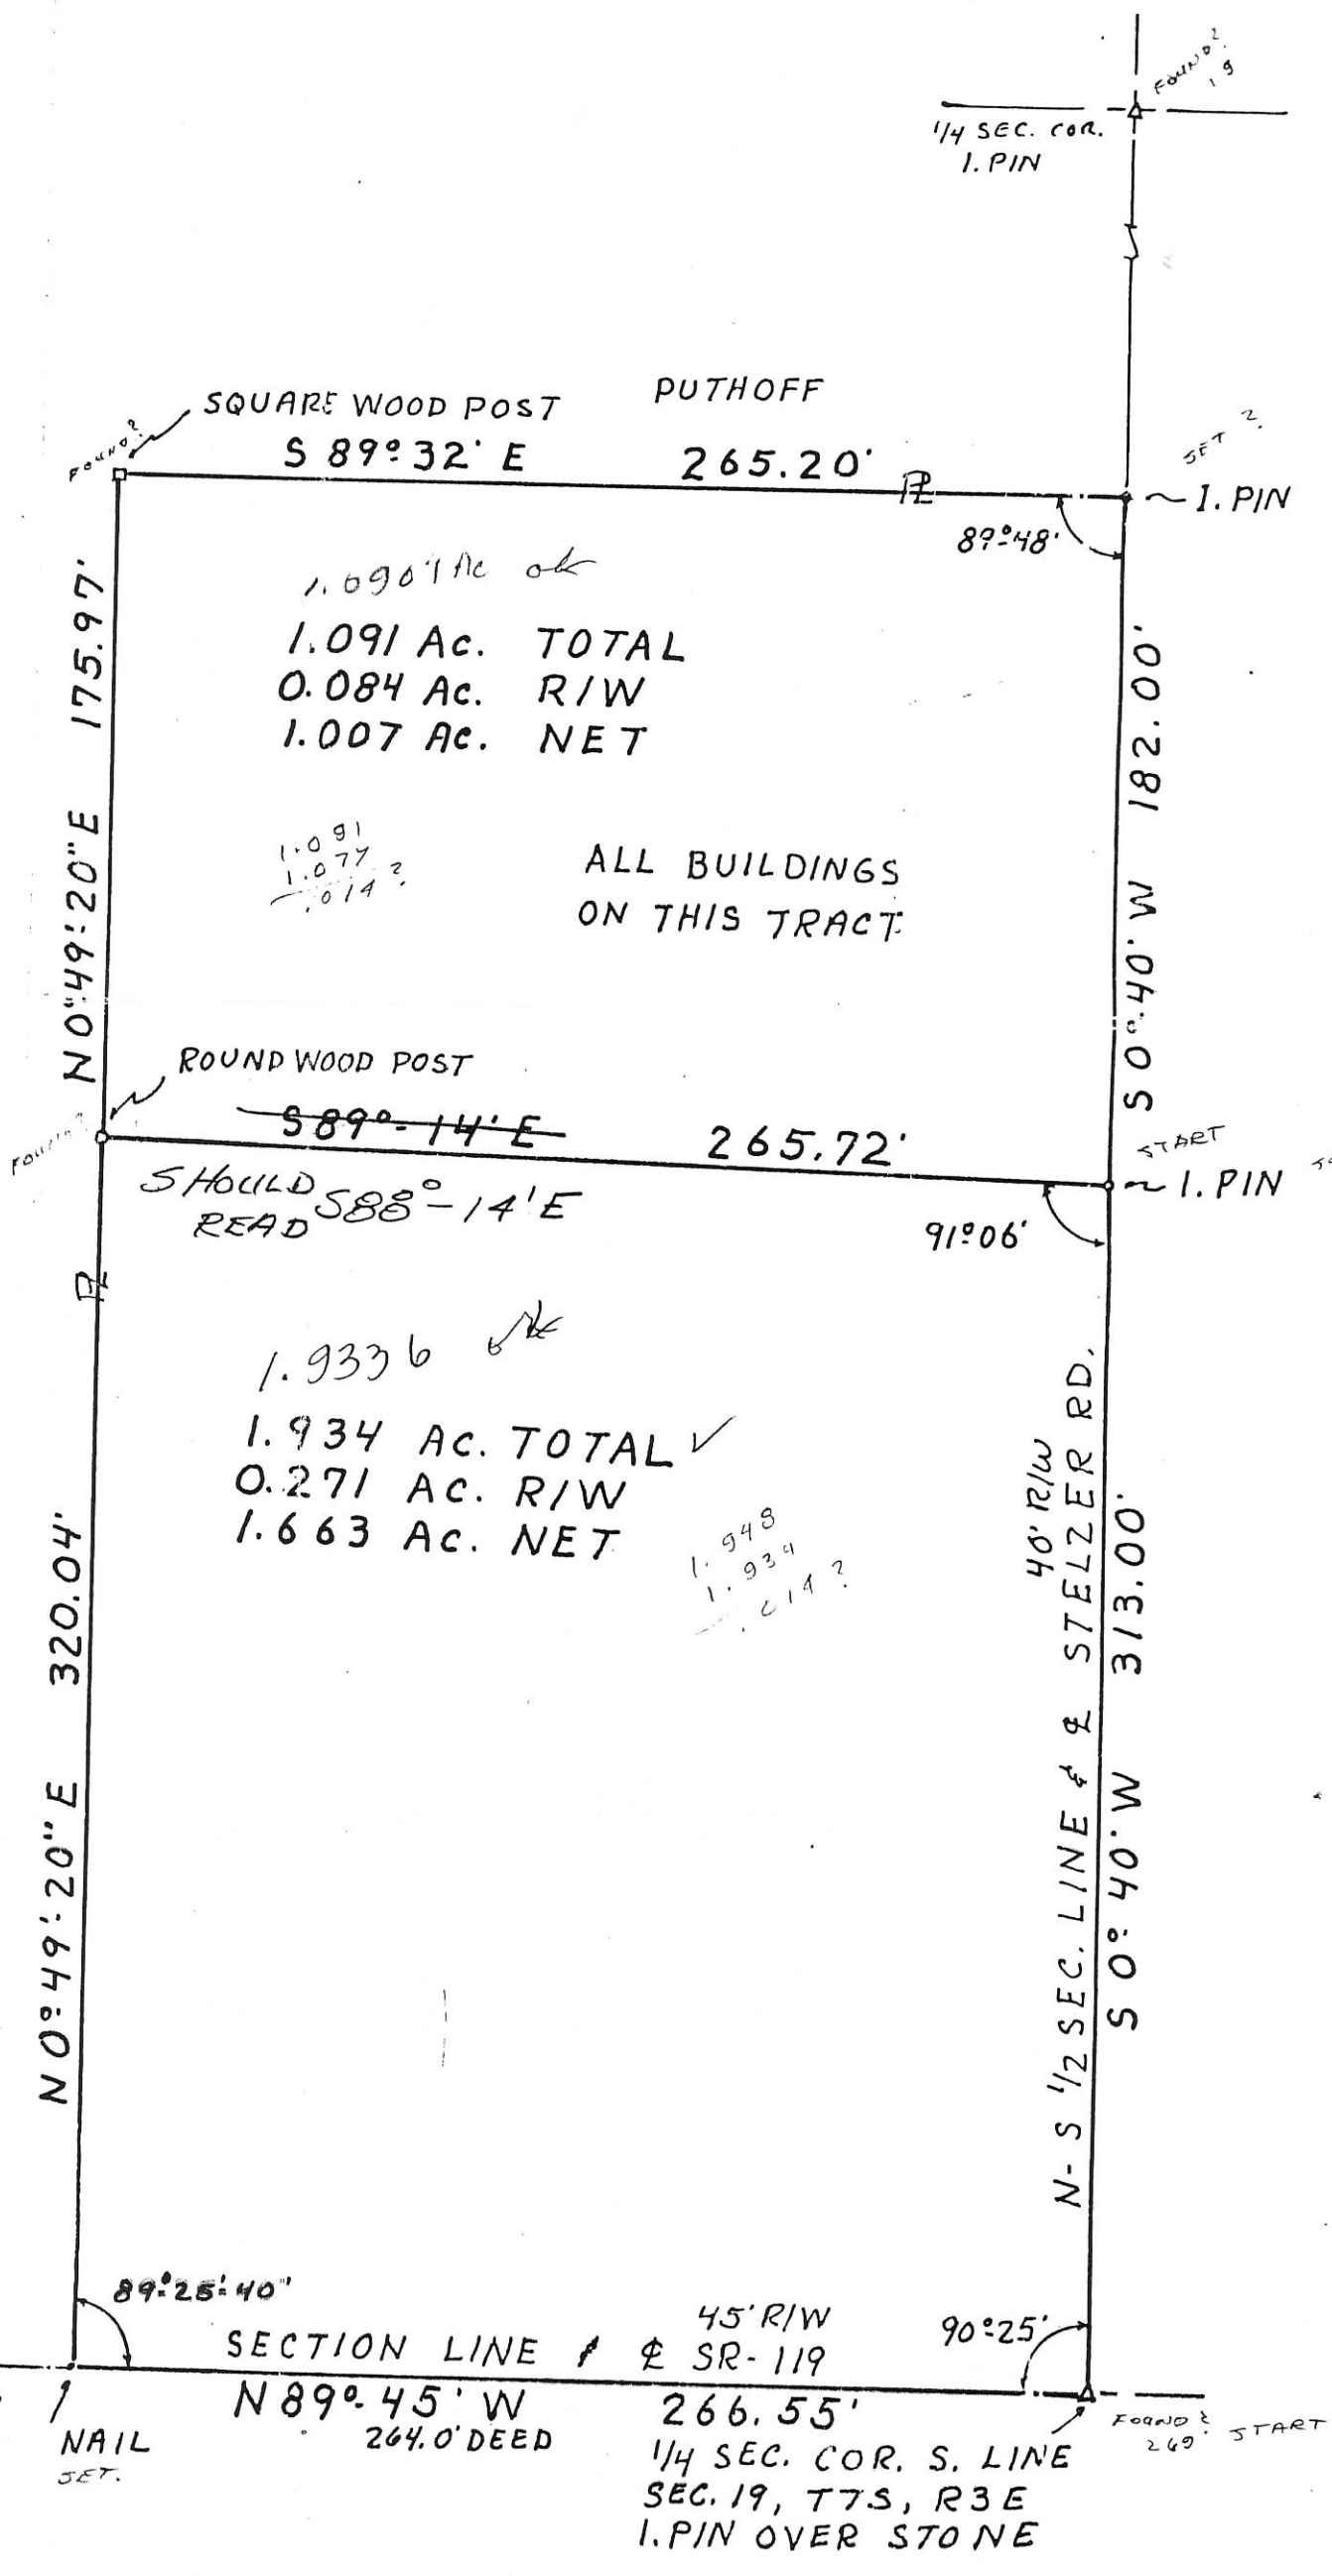 FOUND?
19
1/4 SEC. COR.
I. PIN
SQUARE WOOD POST
PUTHOFF
FOUND?
S 89°32' E 265.20'
PL
SET ?
I. PIN
89°48'
N 0°49'20" E 175.97'
ok
1.091 Ac. TOTAL
0.084 Ac. R/W
1.007 Ac. NET
S 0°40' W 182.00'
1.091
1.077
.014 ?
ALL BUILDINGS
ON THIS TRACT.
ROUND WOOD POST
S89°-14'E 265.72'
START
I. PIN
SHOULD S88°-14'E
READ
91°06'
PL
1.9336 ok
1.934 AC. TOTAL ✓
0.271 AC. R/W
1.663 AC. NET
1.948
1.934
.014 ?
N 0°49'20" E 320.04'
40' R/W
N-S 1/2 SEC. LINE & ℄ STELZER RD.
S 0°40' W 313.00'
89°25'40"
45' R/W
90°25'
SECTION LINE & ℄ SR-119
N 89°-45' W 266.55'
264.0' DEED
NAIL
SET.
FOUND?
269
START
1/4 SEC. COR. S. LINE
SEC. 19, T7S, R3E
I. PIN OVER STONE